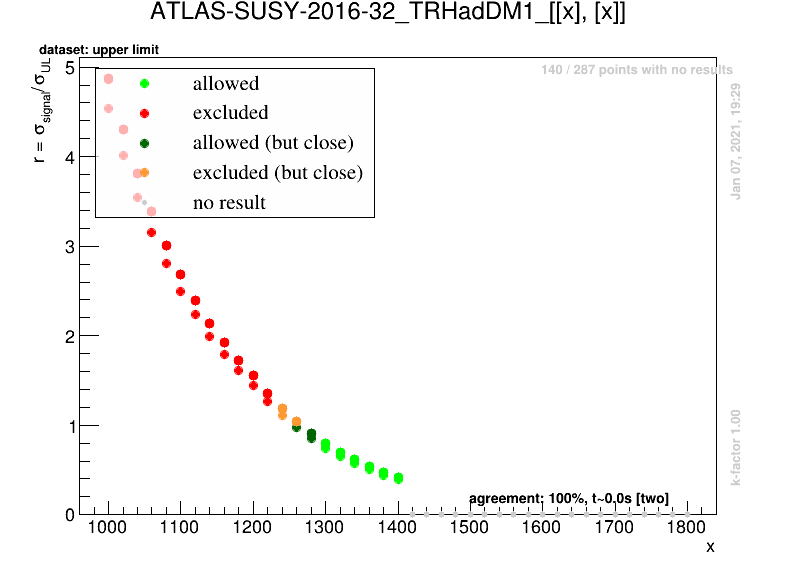 ATLAS-SUSY-2016-32_TRHadDM1_[[x], [x]]
dataset: upper limit
140 / 287 points with no results
r = σsignal/σUL
allowed
excluded
allowed (but close)
excluded (but close)
no result
Jan 07, 2021, 19:29
k-factor 1.00
5
4
3
2
1
0
agreement: 100%, t~0.0s [two]
1000 1100 1200 1300 1400 1500 1600 1700 1800
x